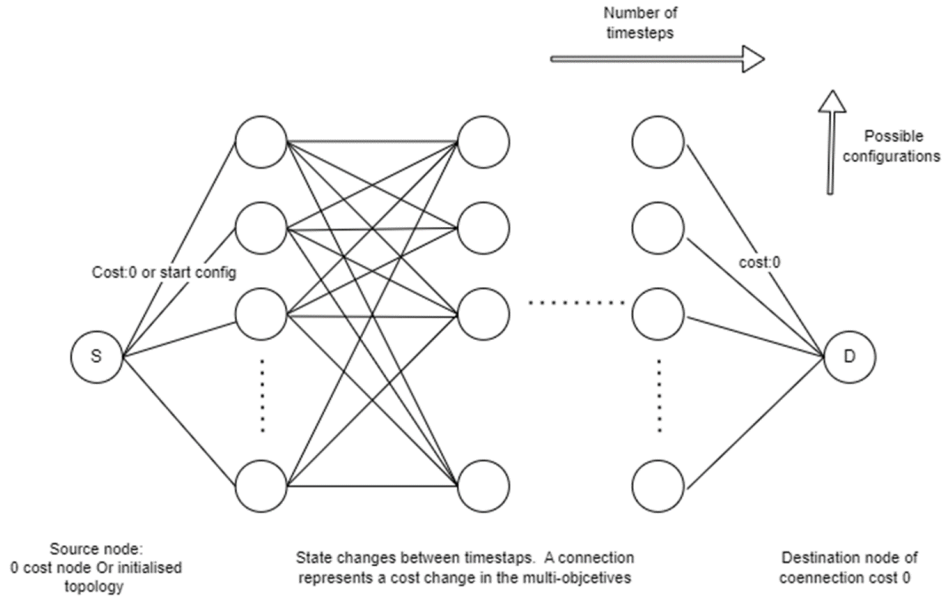 Number of
timesteps
Possible
configurations
Cost:0 or start config
cost:0
S
D
Source node:
0 cost node Or initialised
topology
State changes between timestaps. A connection
represents a cost change in the multi-objcetives
Destination node of
coennection cost 0